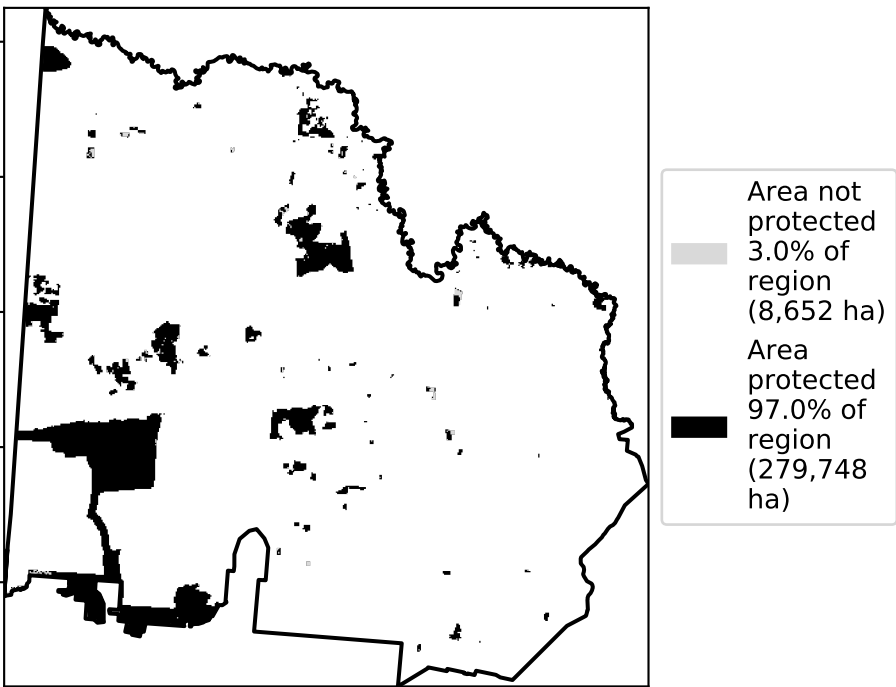 Area not
protected
3.0% of
region
(8,652 ha)
Area
protected
97.0% of
region
(279,748
ha)